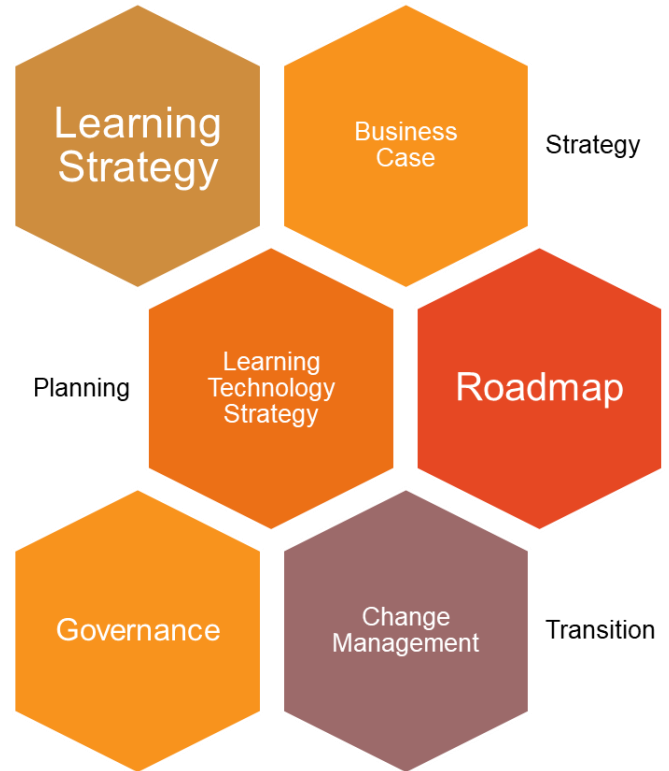 Learning
Strategy
Business
Case
Strategy
Planning
Learning
Technology
Strategy
Roadmap
Governance
Change
Management
Transition